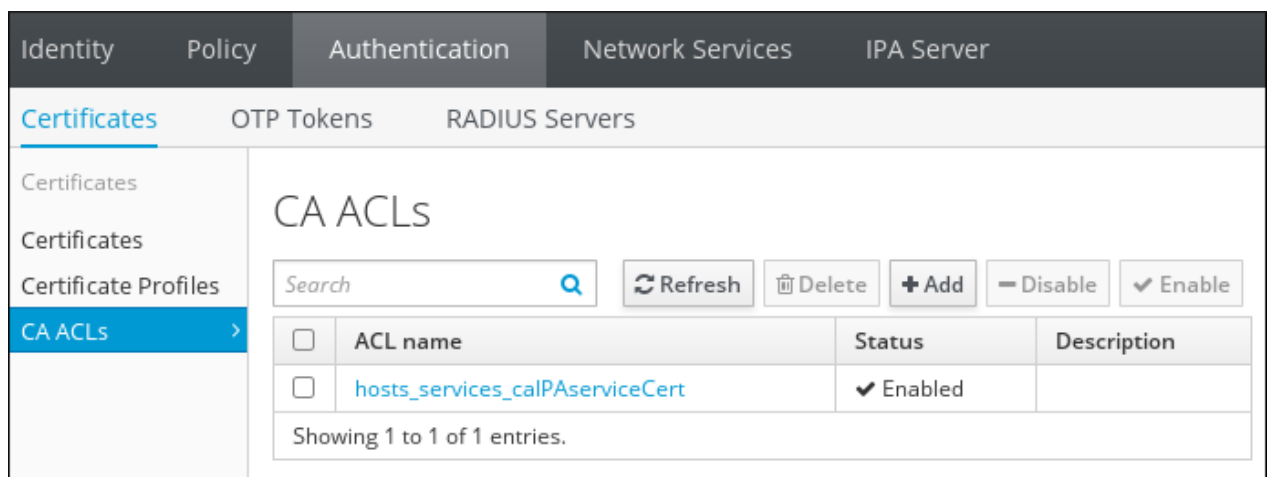 Identity Policy Authentication Network Services IPA Server
Certificates OTP Tokens RADIUS Servers
Certificates
Certificates
Certificate Profiles
CA ACLs
CA ACLs
Search Refresh Delete Add Disable Enable
ACL name Status Description
hosts_services_caIPAserviceCert Enabled
Showing 1 to 1 of 1 entries.